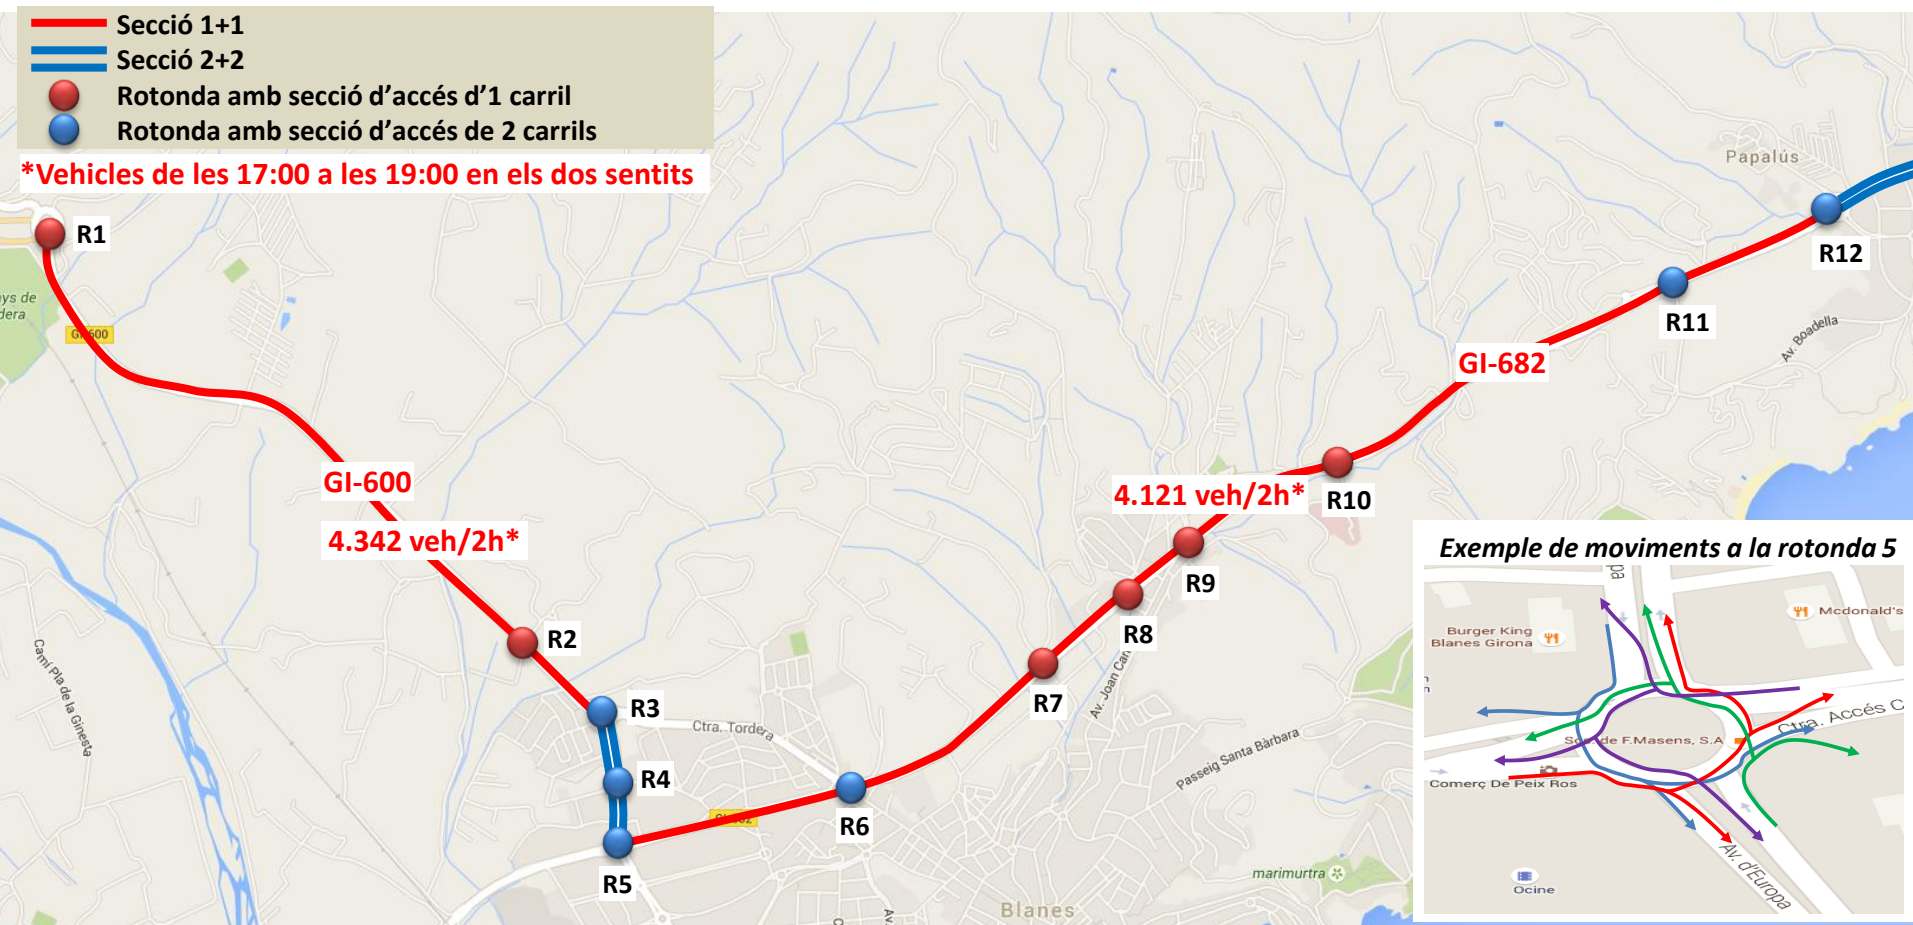 Secció 1+1
Secció 2+2
Rotonda amb secció d'accés d'1 carril
Rotonda amb secció d'accés de 2 carrils
*Vehicles de les 17:00 a les 19:00 en els dos sentits
Papalús
R1
R12
R11
GI-600
Av. Boadella
GI-682
GI-600
4.121 veh/2h*
R10
4.342 veh/2h*
R9
R8
R2
R7
R3
Ctra. Tordera
Av. Joan
Camí Pla de la Ginesta
Passeig Santa Bàrbara
R4
R6
R5
marimurtra
Blanes
Av.
Exemple de moviments a la rotonda 5
Mcdonald's
Burger King
Blanes Girona
Ctra. Accés C
de F.Masens, S.A
Comerç De Peix Ros
Av. d'Europa
Ocine